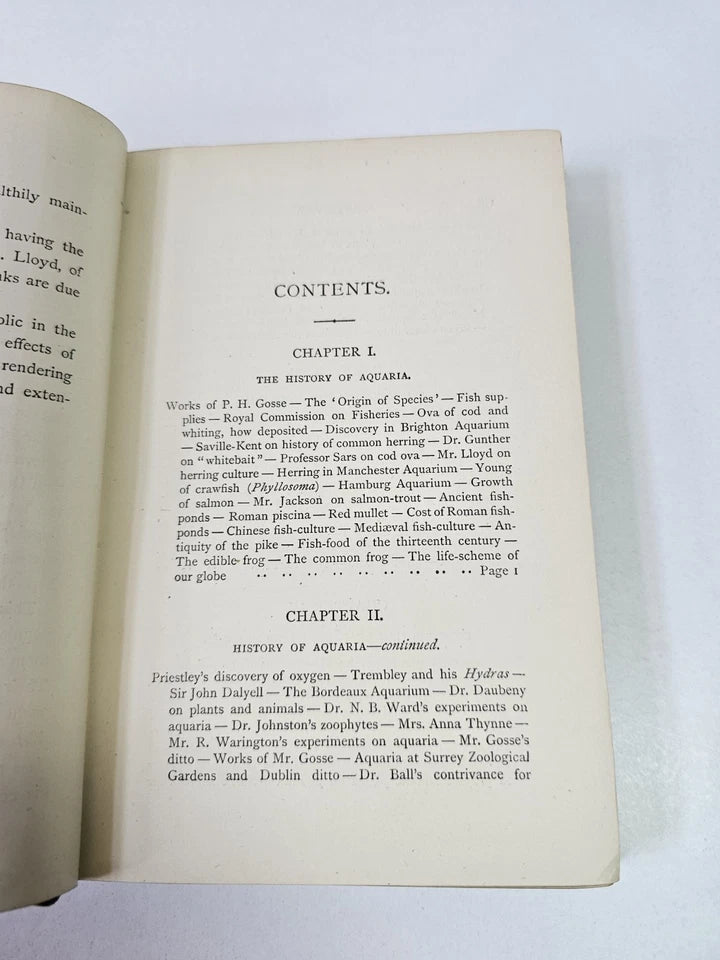 lthily main-
having the
. Lloyd, of
ks are due
lic in the
effects of
rendering
d exten-
CONTENTS.
CHAPTER I.
THE HISTORY OF AQUARIA.
Works of P. H. Gosse — The 'Origin of Species' — Fish sup-
plies — Royal Commission on Fisheries — Ova of cod and
whiting, how deposited — Discovery in Brighton Aquarium
— Saville-Kent on history of common herring — Dr. Gunther
on "whitebait" — Professor Sars on cod ova — Mr. Lloyd on
herring culture — Herring in Manchester Aquarium — Young
of crawfish (Phyllosoma) — Hamburg Aquarium — Growth
of salmon — Mr. Jackson on salmon-trout — Ancient fish-
ponds — Roman piscina — Red mullet — Cost of Roman fish-
ponds — Chinese fish-culture — Mediæval fish-culture — An-
tiquity of the pike — Fish-food of the thirteenth century —
The edible frog — The common frog — The life-scheme of
our globe .. .. .. .. .. .. .. .. .. Page 1
CHAPTER II.
HISTORY OF AQUARIA—continued.
Priestley's discovery of oxygen — Trembley and his Hydras —
Sir John Dalyell — The Bordeaux Aquarium — Dr. Daubeny
on plants and animals — Dr. N. B. Ward's experiments on
aquaria — Dr. Johnston's zoophytes — Mrs. Anna Thynne —
Mr. R. Warington's experiments on aquaria — Mr. Gosse's
ditto — Works of Mr. Gosse — Aquaria at Surrey Zoological
Gardens and Dublin ditto — Dr. Ball's contrivance for